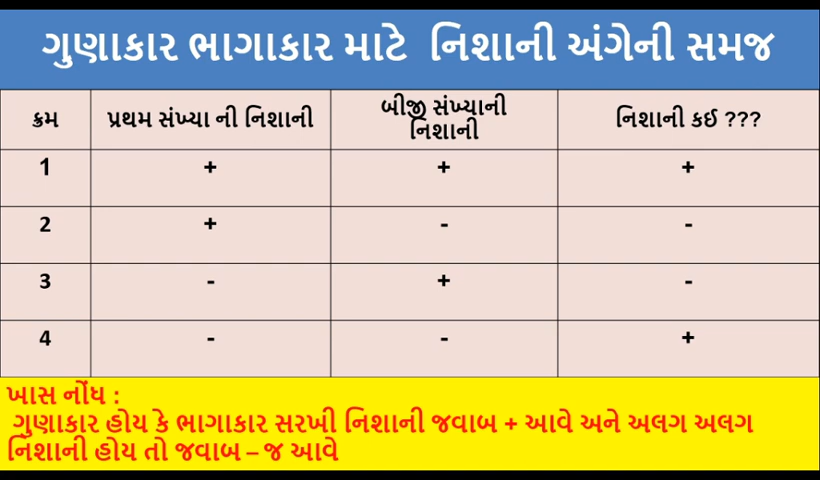 ગુણાકાર ભાગાકાર માટે નિશાની અંગેની સમજ
ક્રમ પ્રથમ સંખ્યા ની નિશાની બીજી સંખ્યાની નિશાની નિશાની કઈ ???
1 + + +
2 + - -
3 - + -
4 - - +
ખાસ નોંધ :
ગુણાકાર હોય કે ભાગાકાર સરખી નિશાની જવાબ + આવે અને અલગ અલગ
નિશાની હોય તો જવાબ – જ આવે